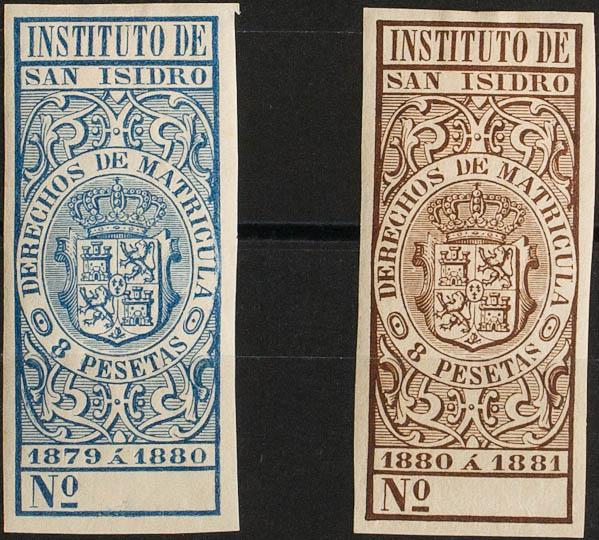 INSTITUTO DE
SAN ISIDRO
DERECHOS DE MATRICULA
8 PESETAS
1879 Á 1880
Nº
INSTITUTO DE
SAN ISIDRO
DERECHOS DE MATRICULA
8 PESETAS
1880 Á 1881
Nº